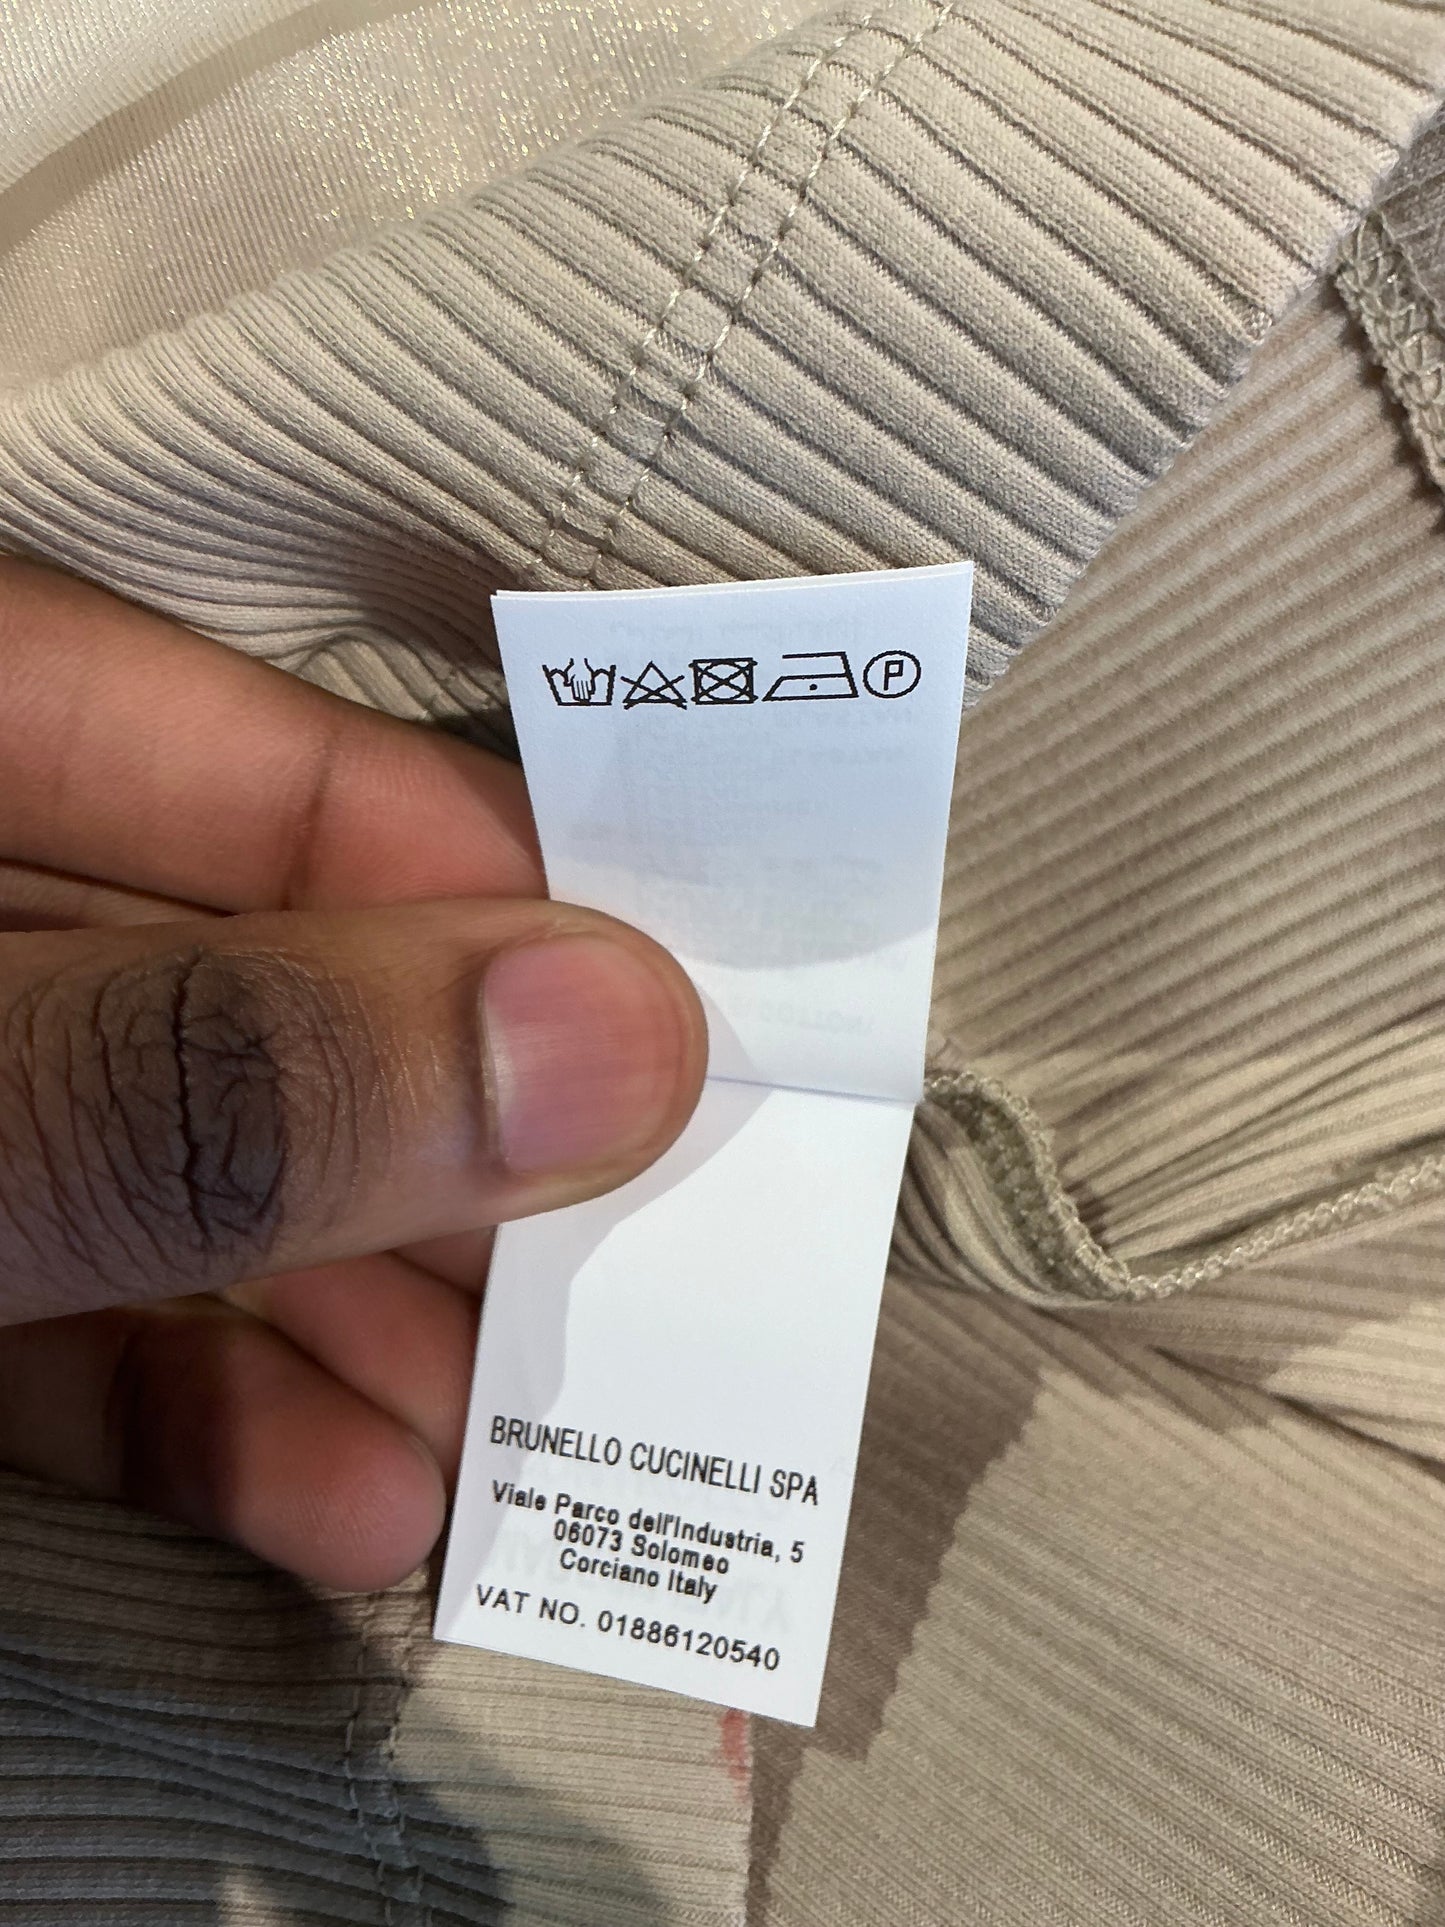 P
BRUNELLO CUCINELLI SPA
Viale Parco dell'Industria, 5
06073 Solomeo
Corciano Italy
VAT NO. 01886120540